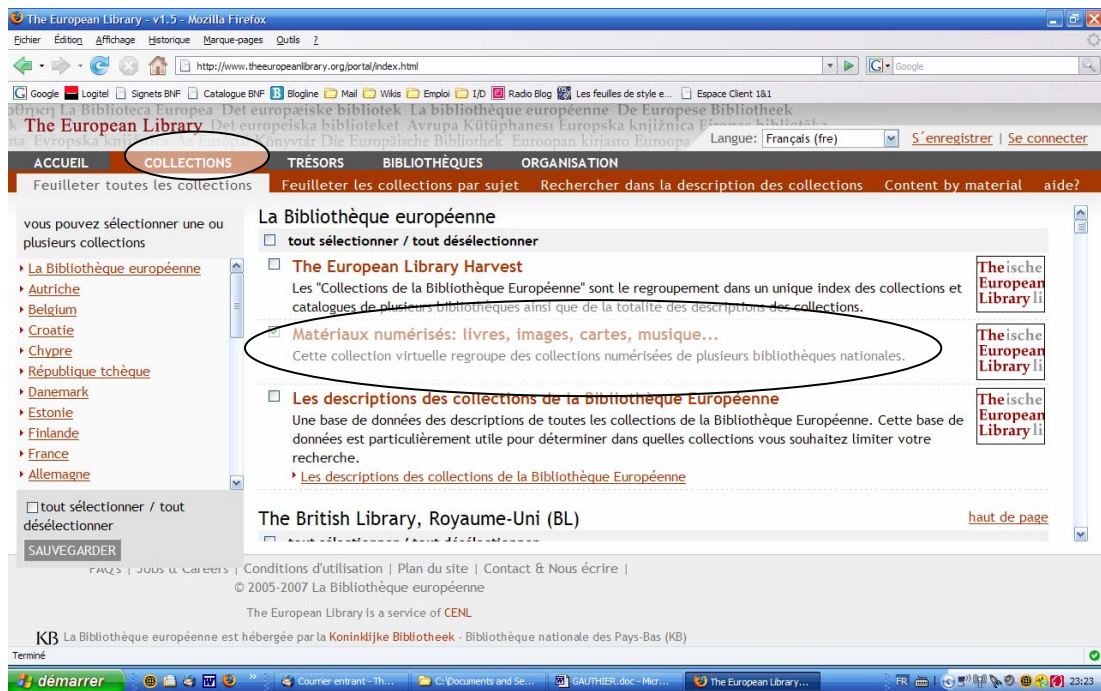 The European Library - v1.5 - Mozilla Firefox
Fichier Édition Affichage Historique Marque-pages Outils ?
http://www.theeuropeanlibrary.org/portal/index.html
Google
Google Logitel Signets BNF Catalogue BNF Blogline Mail Wikis Emploi I/D Radio Blog Les feuilles de style e... Espace Client 1&1
La Biblioteca Europea Det europæiske bibliotek La bibliothèque européenne De Europese Bibliotheek
The European Library Det europeiska biblioteket Avrupa Kütüphanesi Europska knjižnica
Die Europäische Bibliothek Euroopan kirjasto Europa
Langue: Français (fre) S´enregistrer | Se connecter
ACCUEIL COLLECTIONS TRÉSORS BIBLIOTHÈQUES ORGANISATION
Feuilleter toutes les collections Feuilleter les collections par sujet Rechercher dans la description des collections Content by material aide?
vous pouvez sélectionner une ou
plusieurs collections
La Bibliothèque européenne
Autriche
Belgium
Croatie
Chypre
République tchèque
Danemark
Estonie
Finlande
France
Allemagne
tout sélectionner / tout
désélectionner
SAUVEGARDER
La Bibliothèque européenne
tout sélectionner / tout désélectionner
The European Library Harvest
Les "Collections de la Bibliothèque Européenne" sont le regroupement dans un unique index des collections et
catalogues de plusieurs bibliothèques ainsi que de la totalite des descriptions des collections.
Theische
European
Library li
Matériaux numérisés: livres, images, cartes, musique...
Cette collection virtuelle regroupe des collections numérisées de plusieurs bibliothèques nationales.
Theische
European
Library li
Les descriptions des collections de la Bibliothèque Européenne
Une base de données des descriptions de toutes les collections de la Bibliothèque Européenne. Cette base de
données est particulièrement utile pour déterminer dans quelles collections vous souhaitez limiter votre
recherche.
Les descriptions des collections de la Bibliothèque Européenne
Theische
European
Library li
The British Library, Royaume-Uni (BL)
haut de page
tout sélectionner / tout désélectionner
FAQ's | Jobs & Careers | Conditions d'utilisation | Plan du site | Contact & Nous écrire |
© 2005-2007 La Bibliothèque européenne
The European Library is a service of CENL
KB La Bibliothèque européenne est hébergée par la Koninklijke Bibliotheek - Bibliothèque nationale des Pays-Bas (KB)
Terminé
démarrer Courrier entrant - Th... C:\Documents and Se... GAUTHIER.doc - Micr... The European Library... FR 23:23